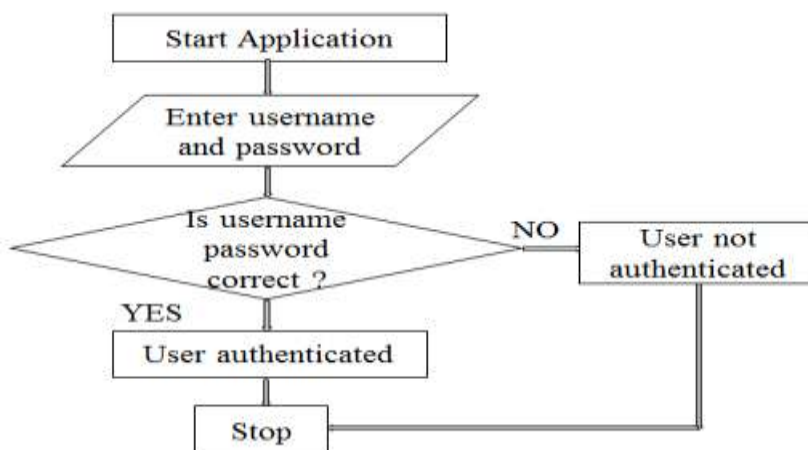 Start Application
Enter username
and password
Is username
password
correct ?
NO
User not
authenticated
YES
User authenticated
Stop